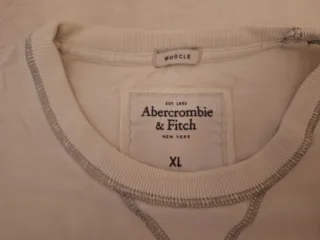 MUSCLE
EST. 1892
Abercrombie
& Fitch
NEW YORK
XL